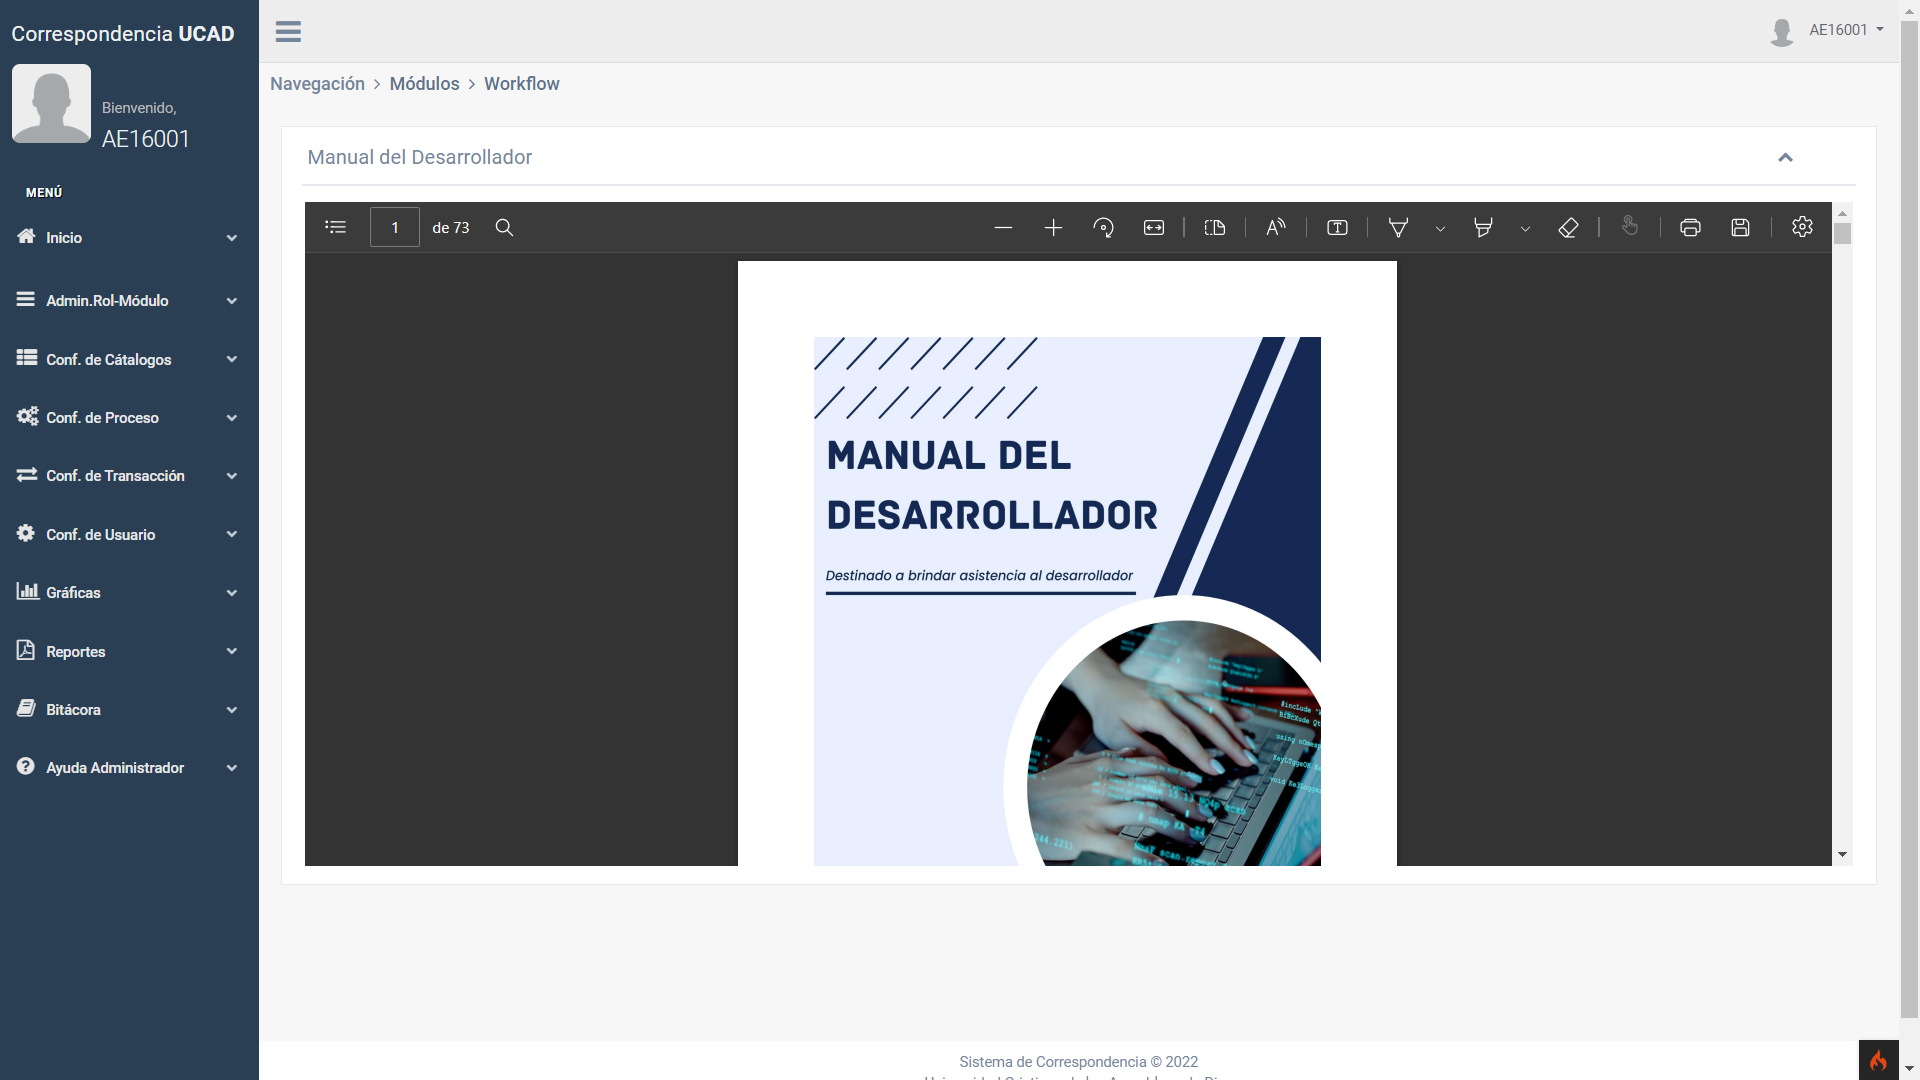 Correspondencia UCAD
Bienvenido,
AE16001
MENÚ
Inicio
Admin.Rol-Módulo
Conf. de Cátalogos
Conf. de Proceso
Conf. de Transacción
Conf. de Usuario
Gráficas
Reportes
Bitácora
Ayuda Administrador
AE16001
Navegación > Módulos > Workflow
Manual del Desarrollador
1 de 73
MANUAL DEL
DESARROLLADOR
Destinado a brindar asistencia al desarrollador
Sistema de Correspondencia © 2022